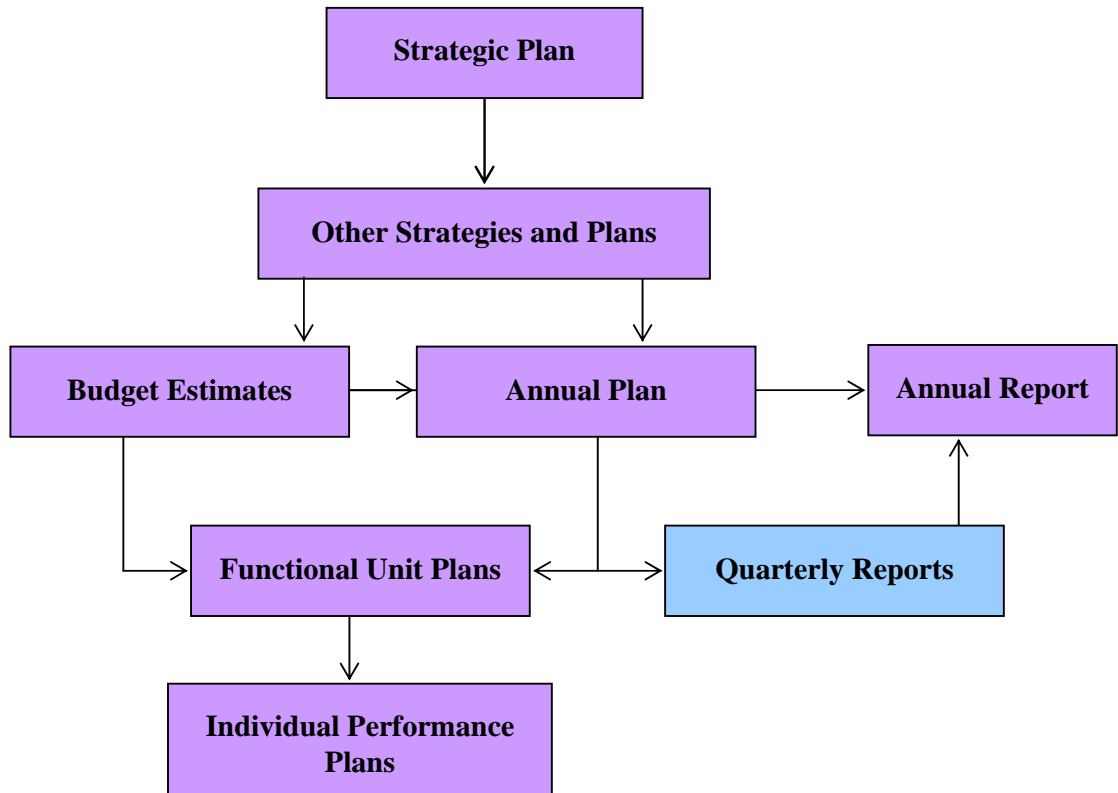 Strategic Plan
Other Strategies and Plans
Budget Estimates
Annual Plan
Annual Report
Functional Unit Plans
Quarterly Reports
Individual Performance
Plans